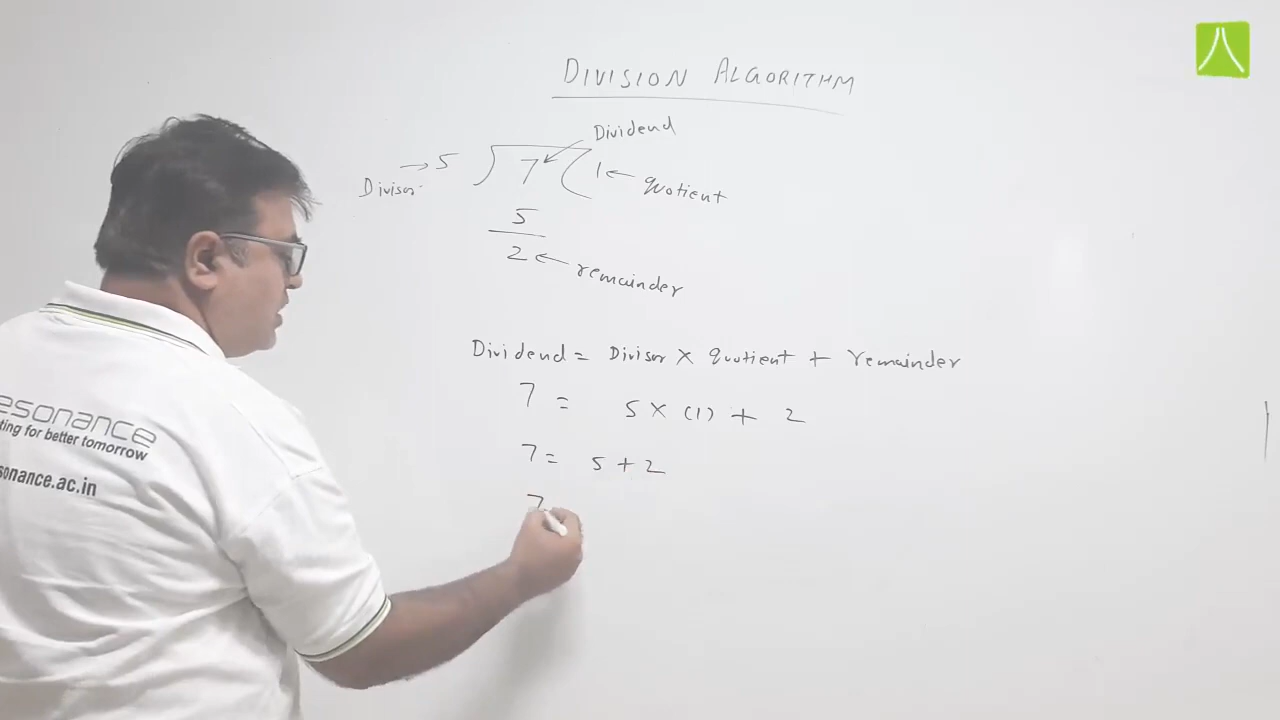 DIVISION ALGORITHM
Dividend
→ 5 ) 7 ( 1 ← quotient
Divisor
5
2 ← remainder
Dividend = Divisor × quotient + remainder
7 = 5 × (1) + 2
7 = 5 + 2
7
esonance
ting for better tomorrow
sonance.ac.in